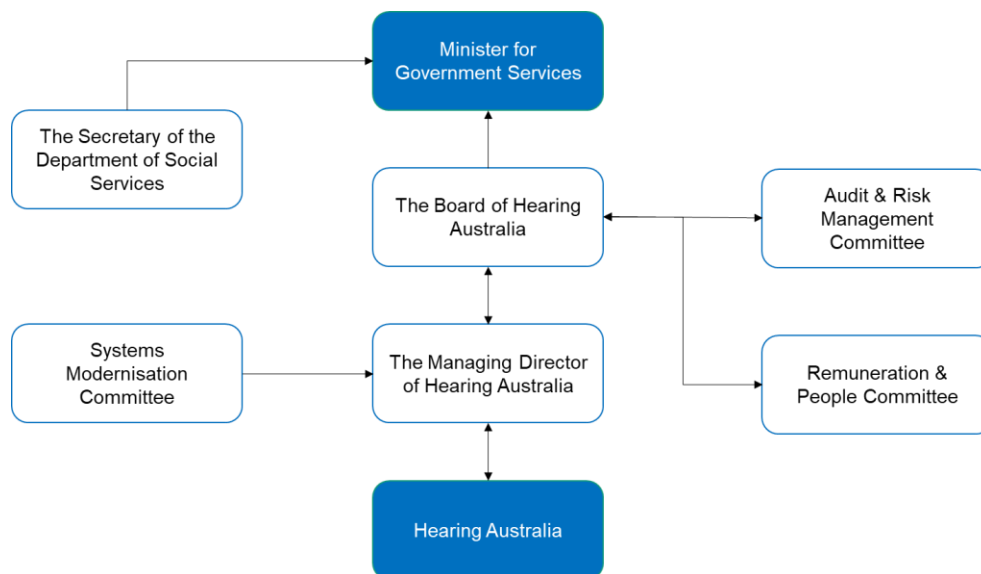 Minister for
Government Services
The Secretary of the
Department of Social
Services
The Board of Hearing
Australia
Audit & Risk
Management
Committee
Systems
Modernisation
Committee
The Managing Director
of Hearing Australia
Remuneration &
People Committee
Hearing Australia